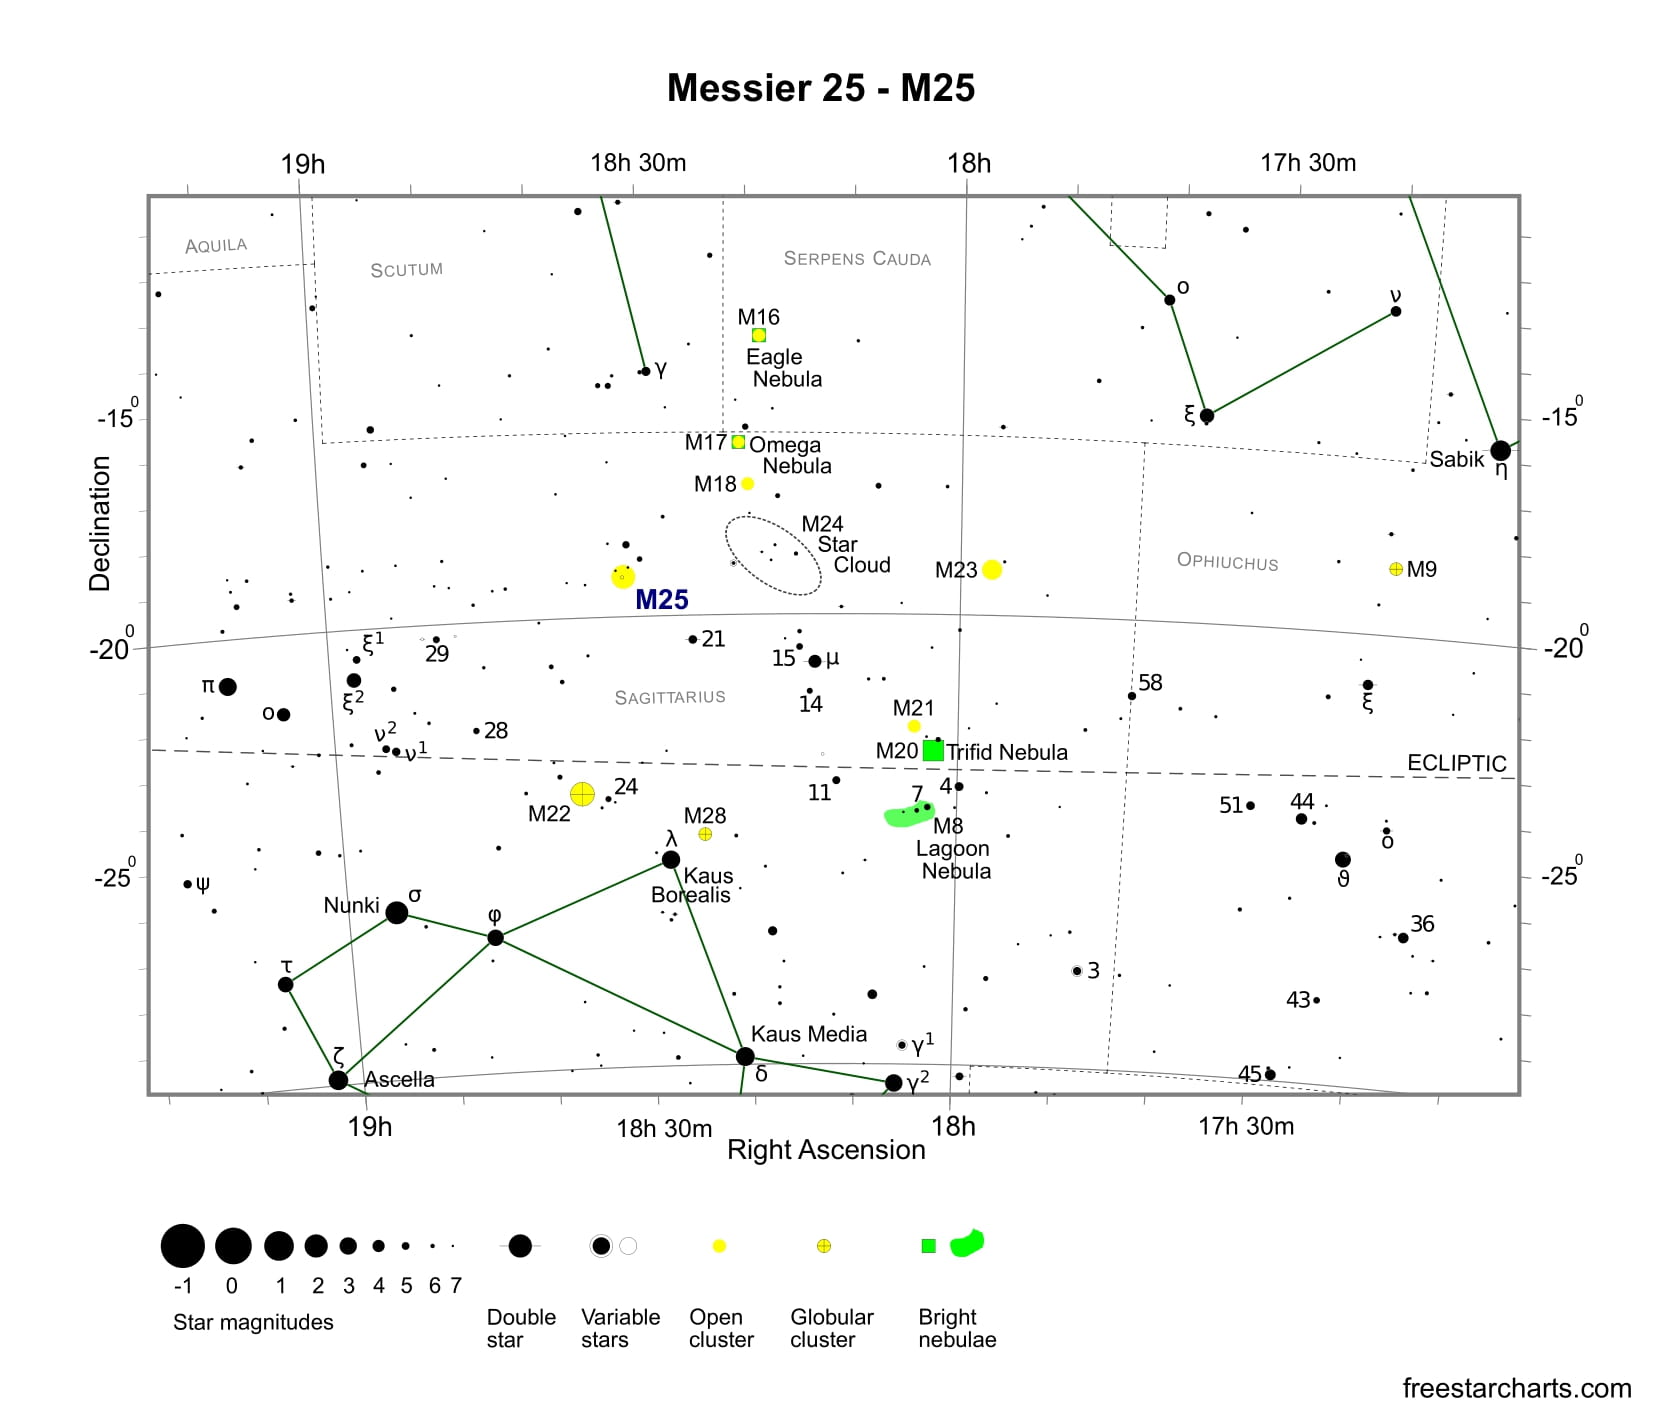 Messier 25 - M25
19h
18h 30m
18h
17h 30m
AQUILA
SCUTUM
SERPENS CAUDA
ο
ν
M16
Eagle
Nebula
γ
-15⁰
-15⁰
ξ
M17
Omega
Nebula
Sabik
η
M18
M24
Star
Cloud
Declination
OPHIUCHUS
M23
M9
M25
-20⁰
-20⁰
ξ¹
29
21
15
μ
π
ξ²
SAGITTARIUS
14
58
ξ
ο
M21
ν²
ν¹
28
M20
Trifid Nebula
ECLIPTIC
24
M22
11
4
7
51
44
M28
M8
Lagoon
Nebula
ο
λ
Kaus
Borealis
-25⁰
-25⁰
ψ
ϑ
Nunki
σ
φ
36
τ
3
43
Kaus Media
γ¹
ζ
Ascella
δ
γ²
45
19h
18h 30m
18h
17h 30m
Right Ascension
-1
0
1
2
3
4
5
6
7
Star magnitudes
Double
star
Variable
stars
Open
cluster
Globular
cluster
Bright
nebulae
freestarcharts.com